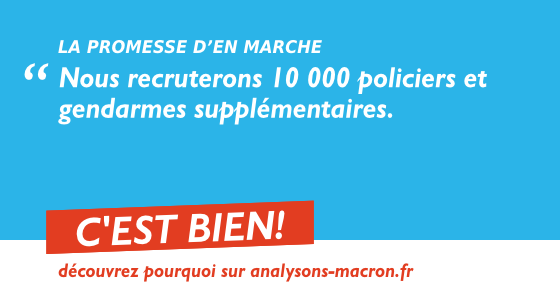 LA PROMESSE D’EN MARCHE
“ Nous recruterons 10 000 policiers et
gendarmes supplémentaires.
C'EST BIEN!
découvrez pourquoi sur analysons-macron.fr